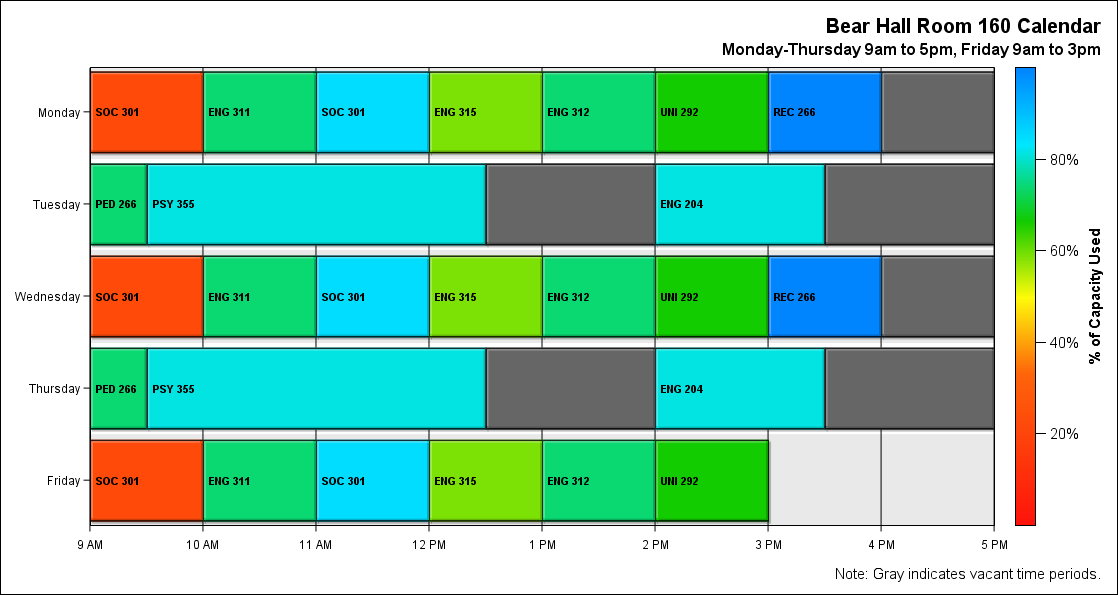 Bear Hall Room 160 Calendar
Monday-Thursday 9am to 5pm, Friday 9am to 3pm
Monday
SOC 301 ENG 311 SOC 301 ENG 315 ENG 312 UNI 292 REC 266
Tuesday
PED 266 PSY 355 ENG 204
Wednesday
SOC 301 ENG 311 SOC 301 ENG 315 ENG 312 UNI 292 REC 266
Thursday
PED 266 PSY 355 ENG 204
Friday
SOC 301 ENG 311 SOC 301 ENG 315 ENG 312 UNI 292
9 AM 10 AM 11 AM 12 PM 1 PM 2 PM 3 PM 4 PM 5 PM
80%
60%
40%
20%
% of Capacity Used
Note: Gray indicates vacant time periods.